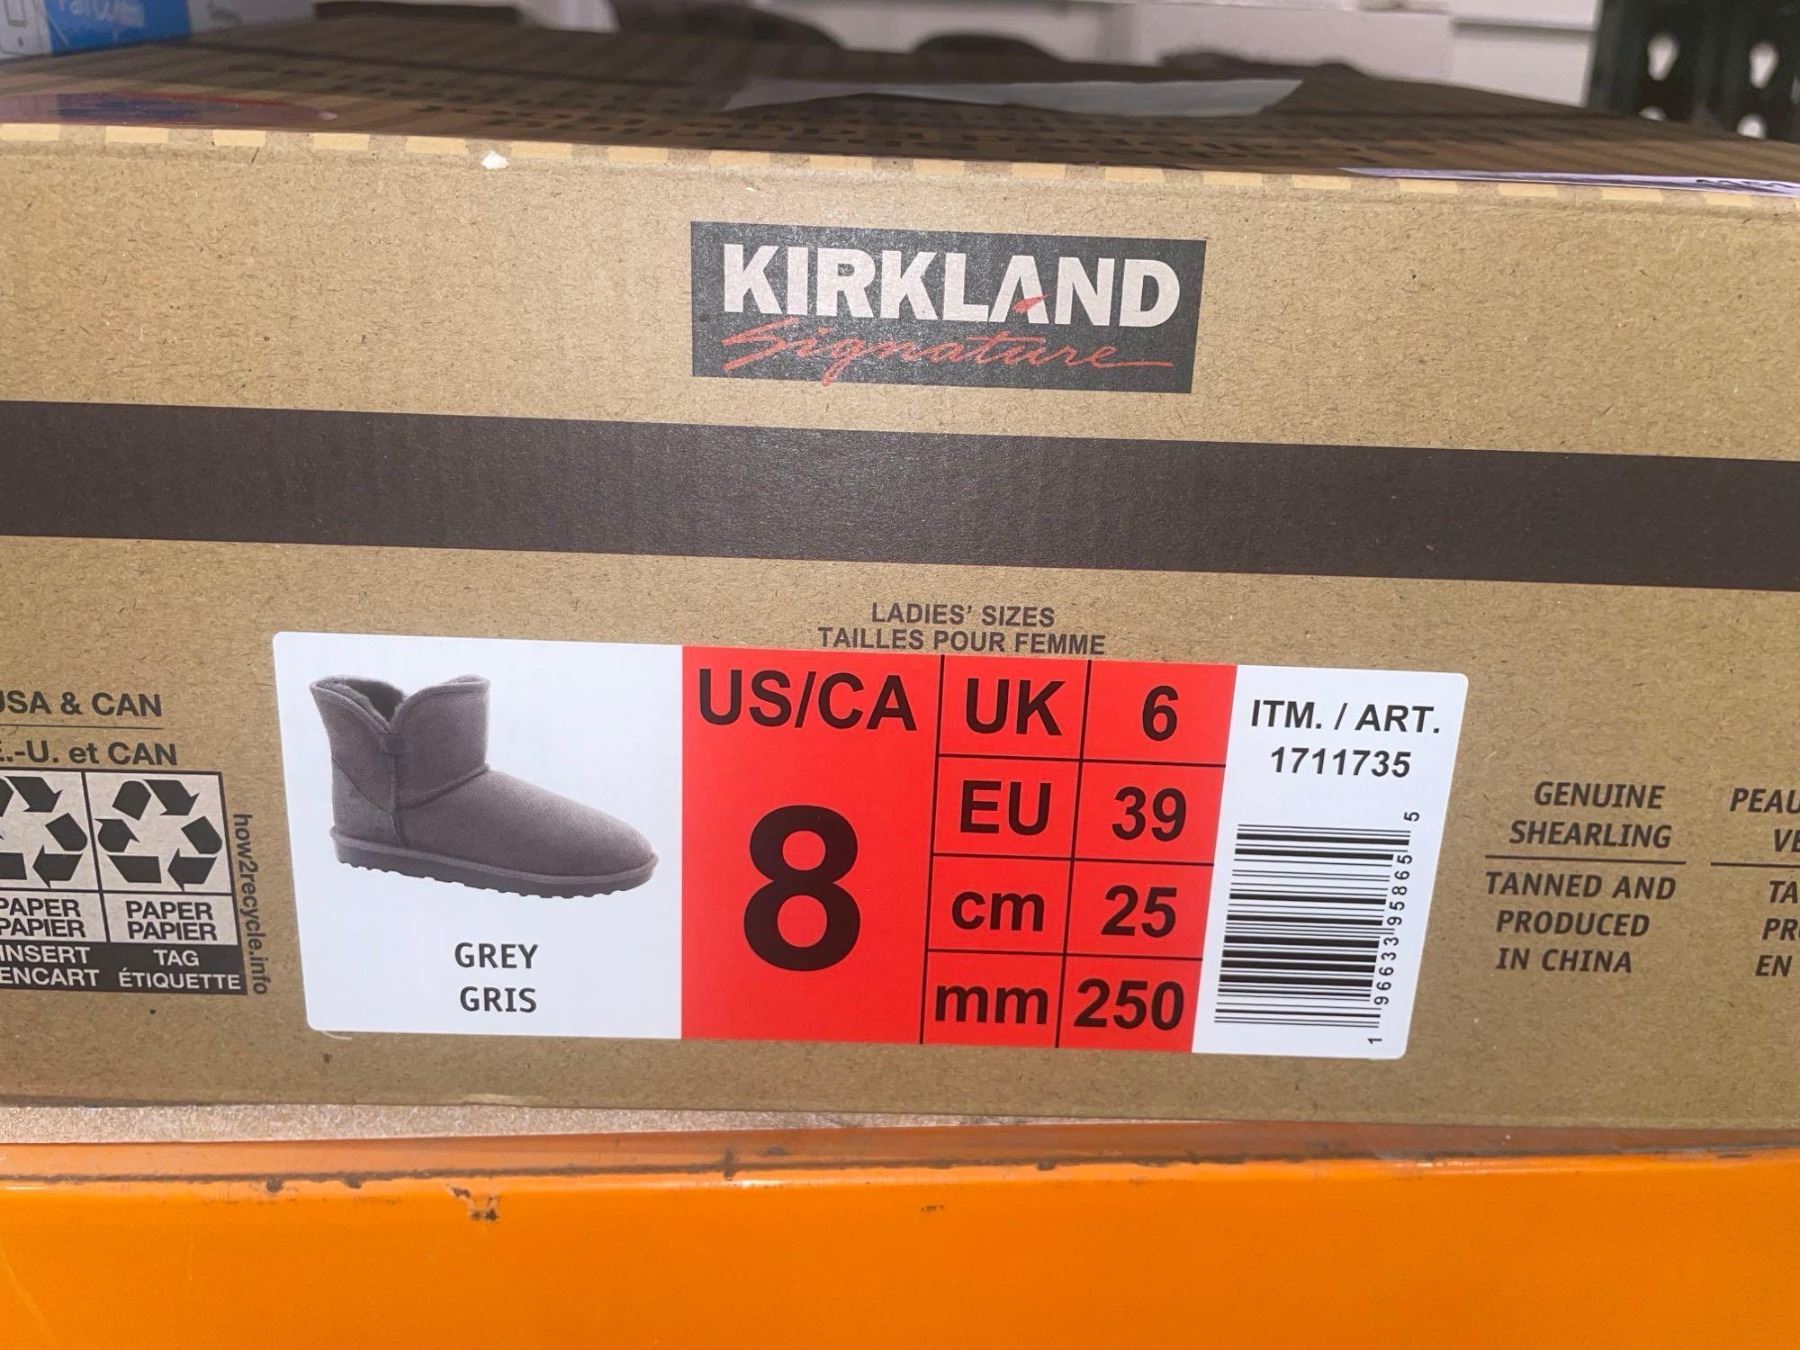 KIRKLAND
Signature
LADIES' SIZES
TAILLES POUR FEMME
USA & CAN
É.-U. et CAN
PAPER
PAPIER
INSERT
ENCART
PAPER
PAPIER
TAG
ÉTIQUETTE
how2recycle.info
GREY
GRIS
US/CA
8
UK 6
EU 39
cm 25
mm 250
ITM. / ART.
1711735
1 96633 95865 5
GENUINE
SHEARLING
TANNED AND
PRODUCED
IN CHINA
PEAU
EN